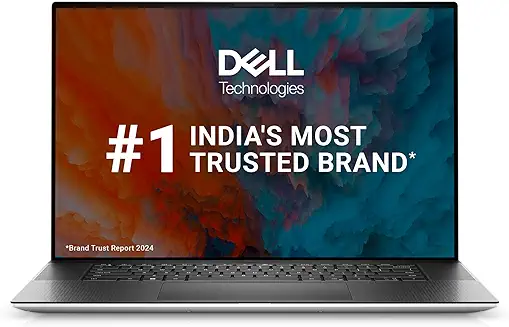 DELL
Technologies
#1 INDIA'S MOST
TRUSTED BRAND*
*Brand Trust Report 2024